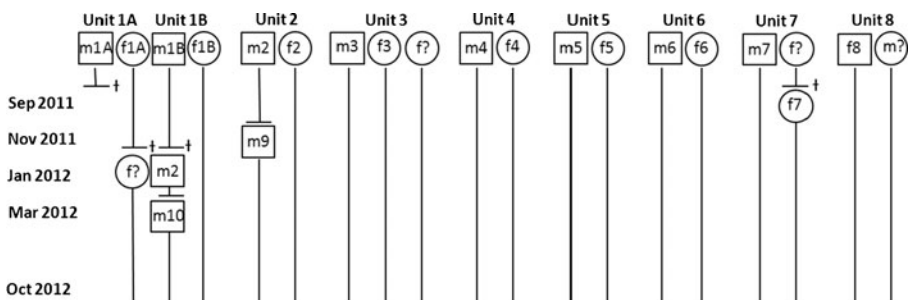 Unit 1A Unit 1B Unit 2 Unit 3 Unit 4 Unit 5 Unit 6 Unit 7 Unit 8
m1A f1A m1B f1B m2 f2 m3 f3 f? m4 f4 m5 f5 m6 f6 m7 f? f8 m?
Sep 2011 f7
Nov 2011 m9
Jan 2012 f? m2
Mar 2012 m10
Oct 2012